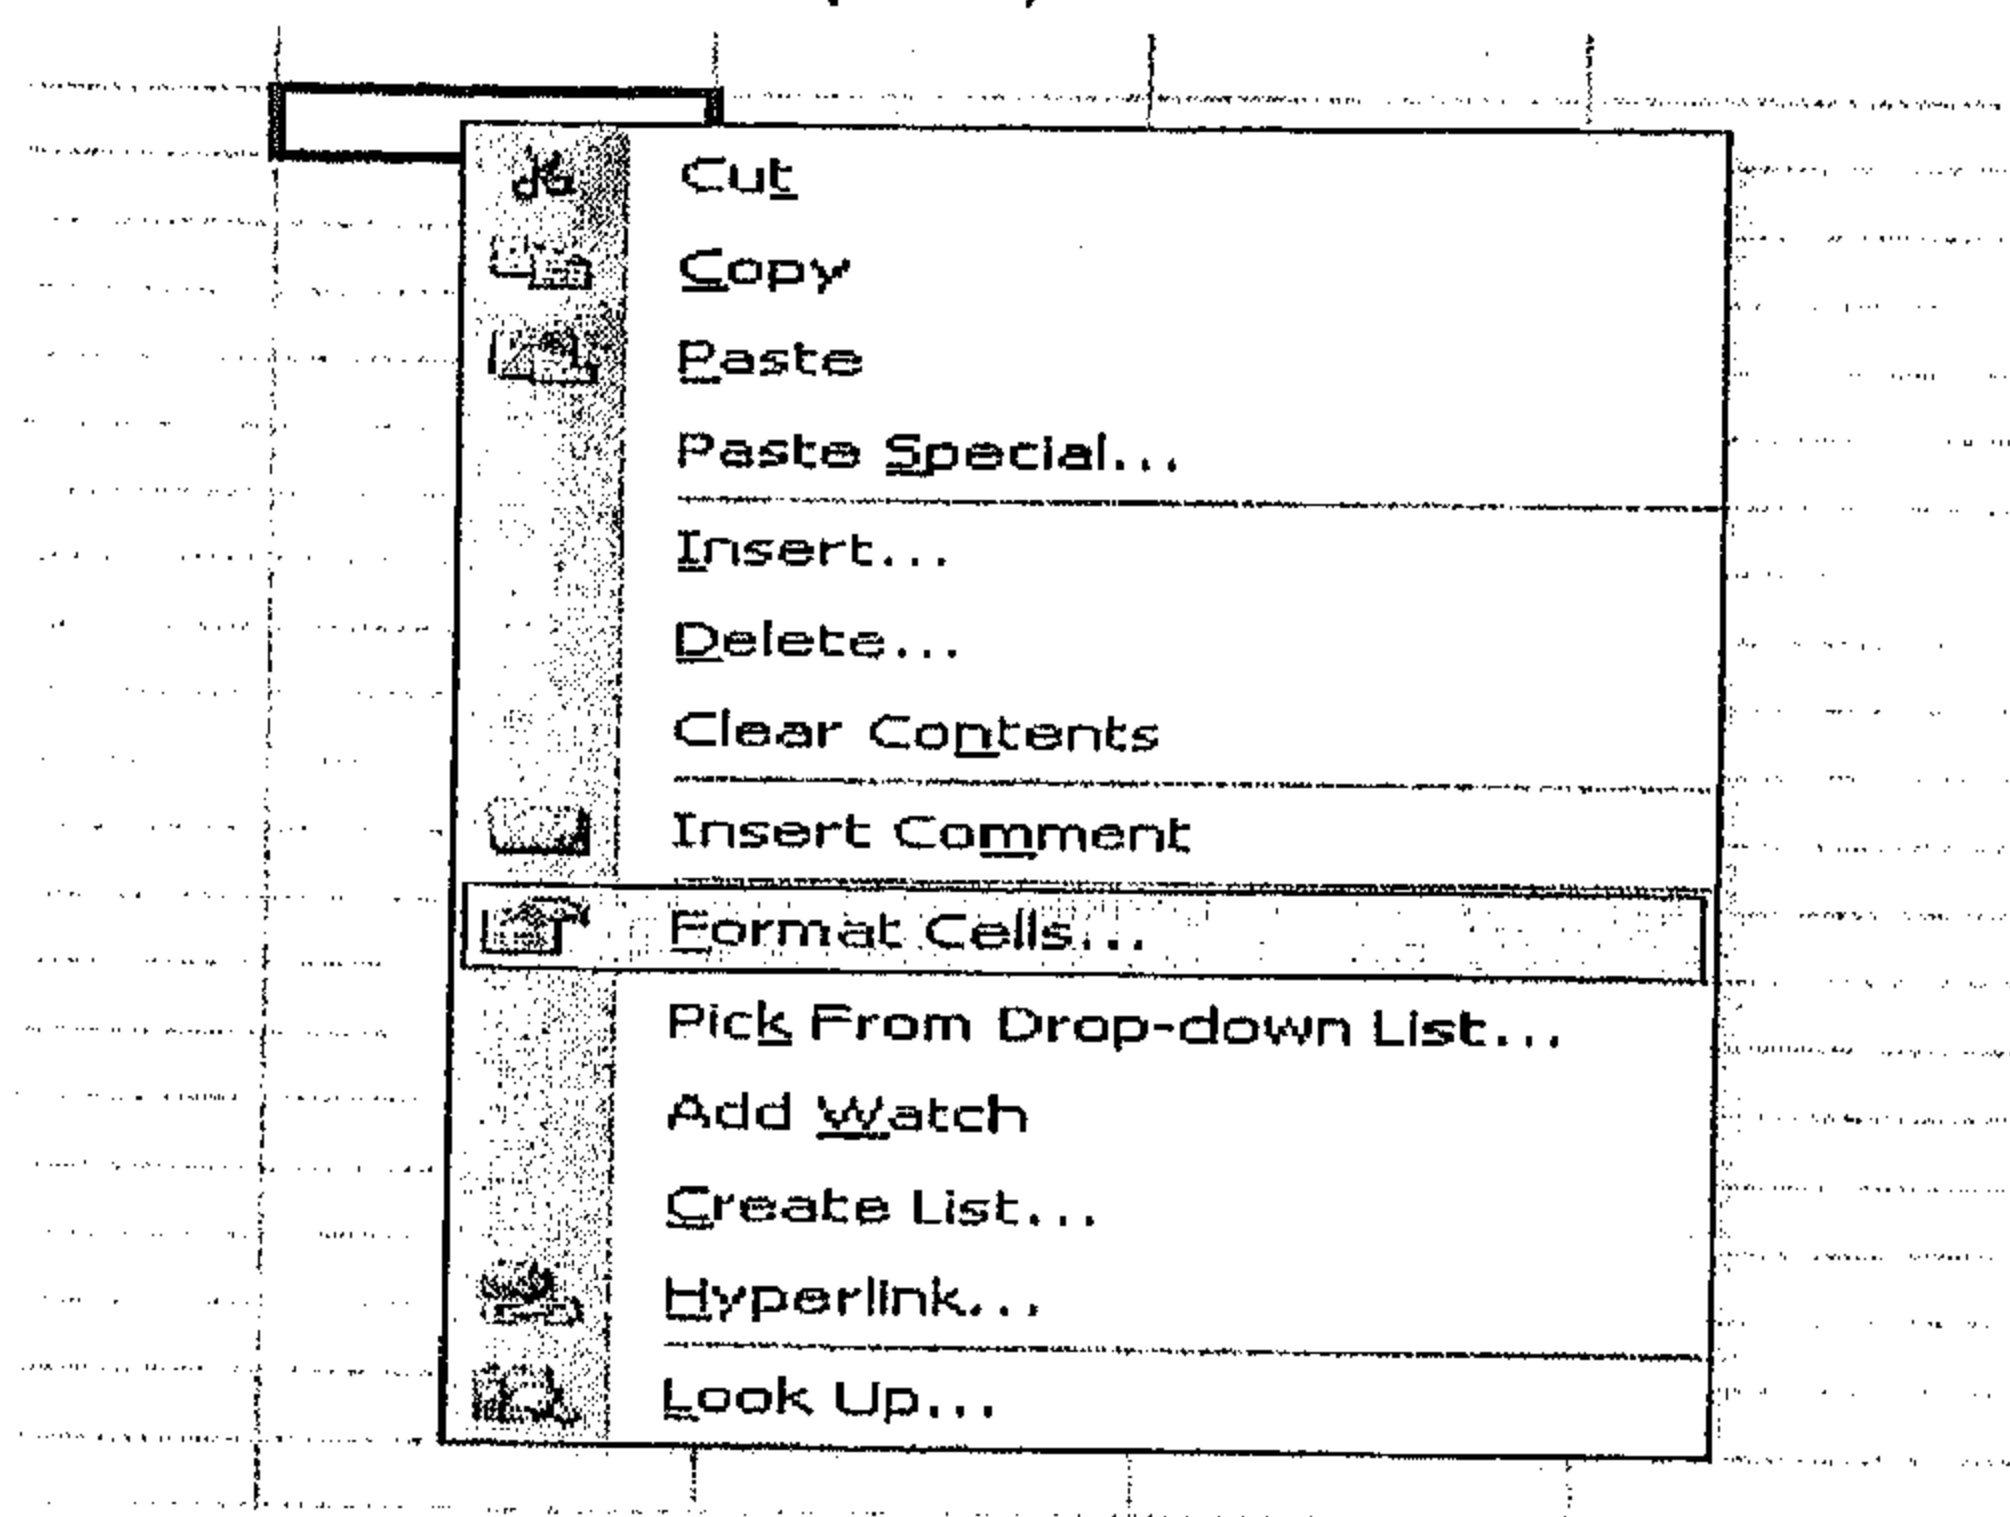 Cut
Copy
Paste
Paste Special...
Insert...
Delete...
Clear Contents
Insert Comment
Format Cells...
Pick From Drop-down List...
Add Watch
Create List...
Hyperlink...
Look Up...